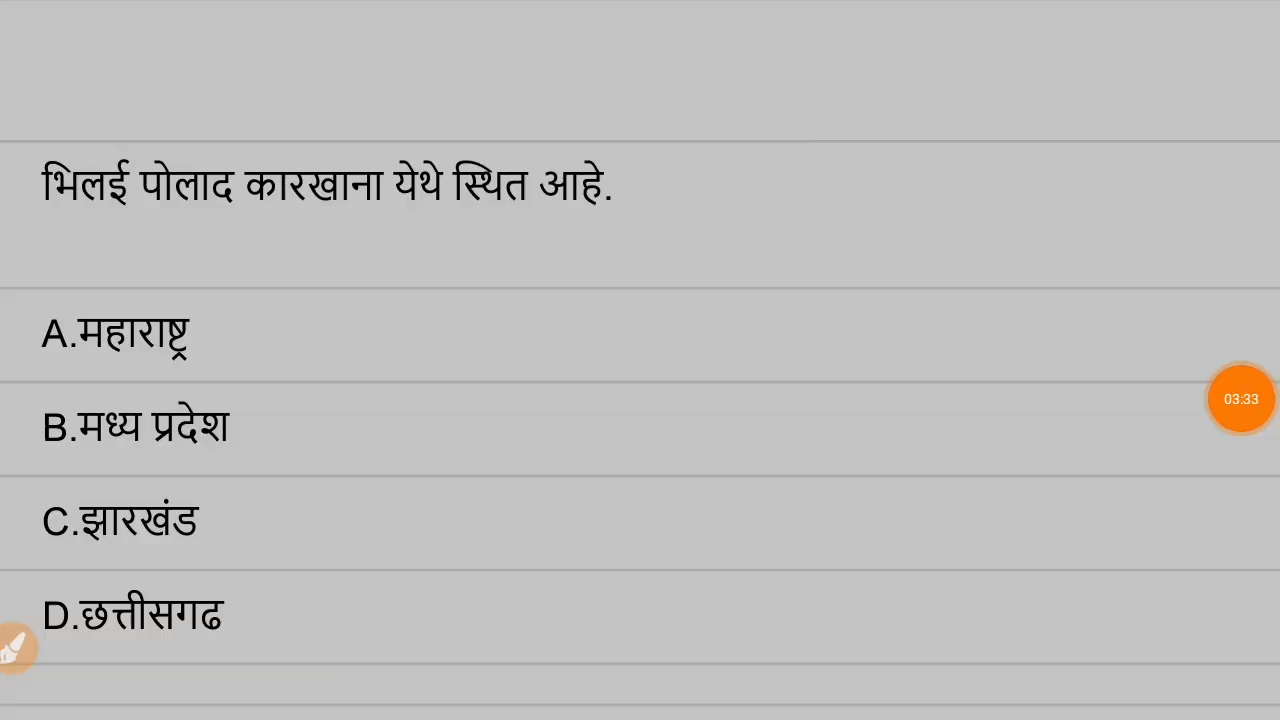 भिलई पोलाद कारखाना येथे स्थित आहे.
A.महाराष्ट्र
B.मध्य प्रदेश
03:33
C.झारखंड
D.छत्तीसगढ